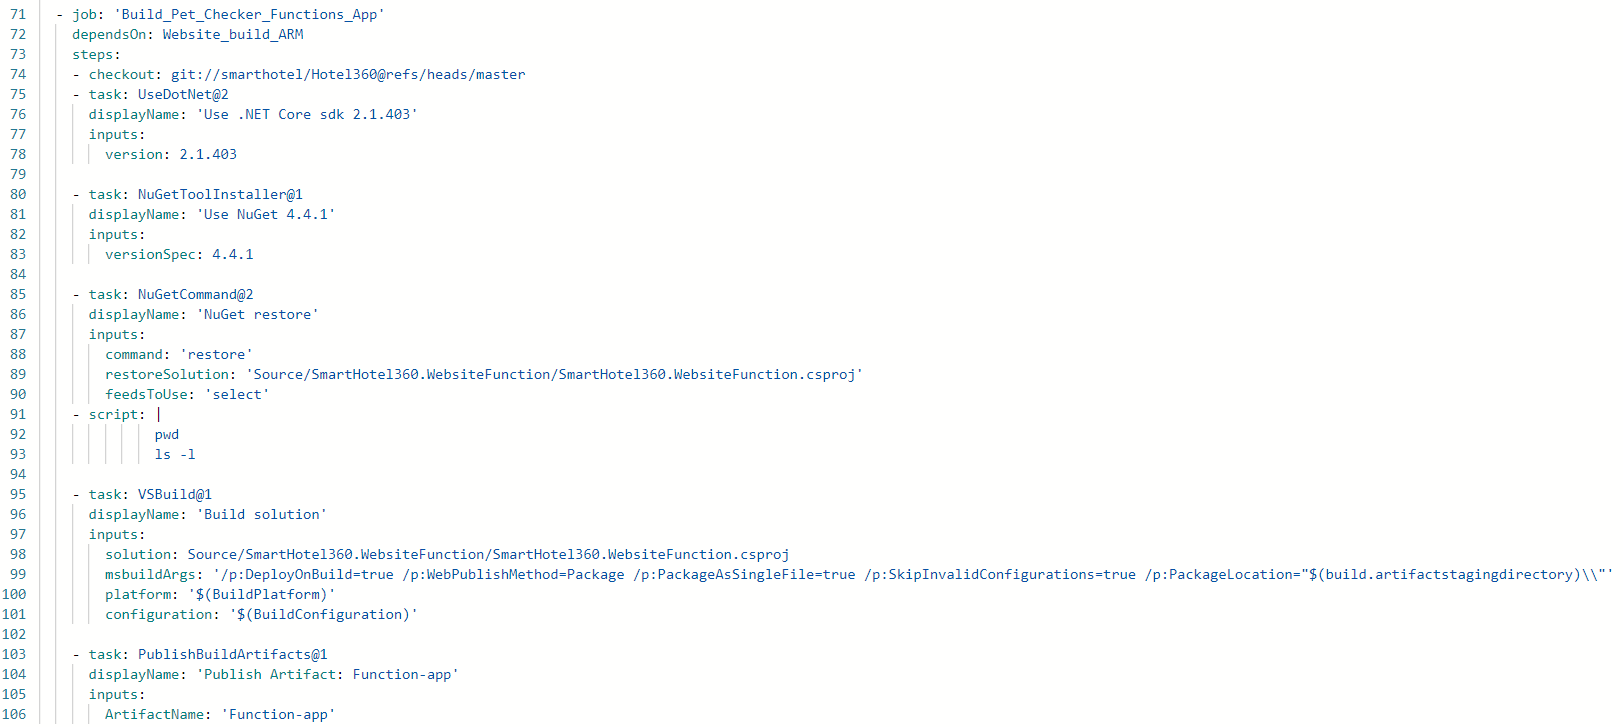 71 - job: 'Build_Pet_Checker_Functions_App'
72 dependsOn: Website_build_ARM
73 steps:
74 - checkout: git://smarthotel/Hotel360@refs/heads/master
75 - task: UseDotNet@2
76 displayName: 'Use .NET Core sdk 2.1.403'
77 inputs:
78 version: 2.1.403
79
80 - task: NuGetToolInstaller@1
81 displayName: 'Use NuGet 4.4.1'
82 inputs:
83 versionSpec: 4.4.1
84
85 - task: NuGetCommand@2
86 displayName: 'NuGet restore'
87 inputs:
88 command: 'restore'
89 restoreSolution: 'Source/SmartHotel360.WebsiteFunction/SmartHotel360.WebsiteFunction.csproj'
90 feedsToUse: 'select'
91 - script: |
92 pwd
93 ls -l
94
95 - task: VSBuild@1
96 displayName: 'Build solution'
97 inputs:
98 solution: Source/SmartHotel360.WebsiteFunction/SmartHotel360.WebsiteFunction.csproj
99 msbuildArgs: '/p:DeployOnBuild=true /p:WebPublishMethod=Package /p:PackageAsSingleFile=true /p:SkipInvalidConfigurations=true /p:PackageLocation="$(build.artifactstagingdirectory)\\"'
100 platform: '$(BuildPlatform)'
101 configuration: '$(BuildConfiguration)'
102
103 - task: PublishBuildArtifacts@1
104 displayName: 'Publish Artifact: Function-app'
105 inputs:
106 ArtifactName: 'Function-app'